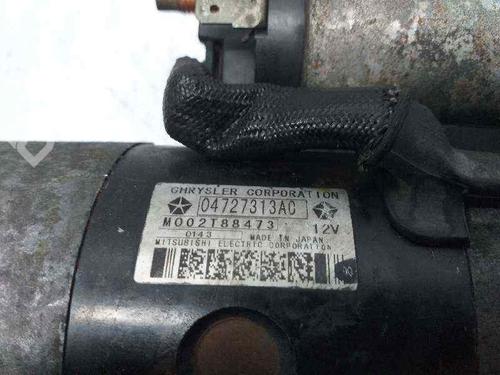 CHRYSLER CORPORATION
04727313AC
M002T88473 12V
0143 MADE IN JAPAN
MITSUBISHI ELECTRIC CORPORATION